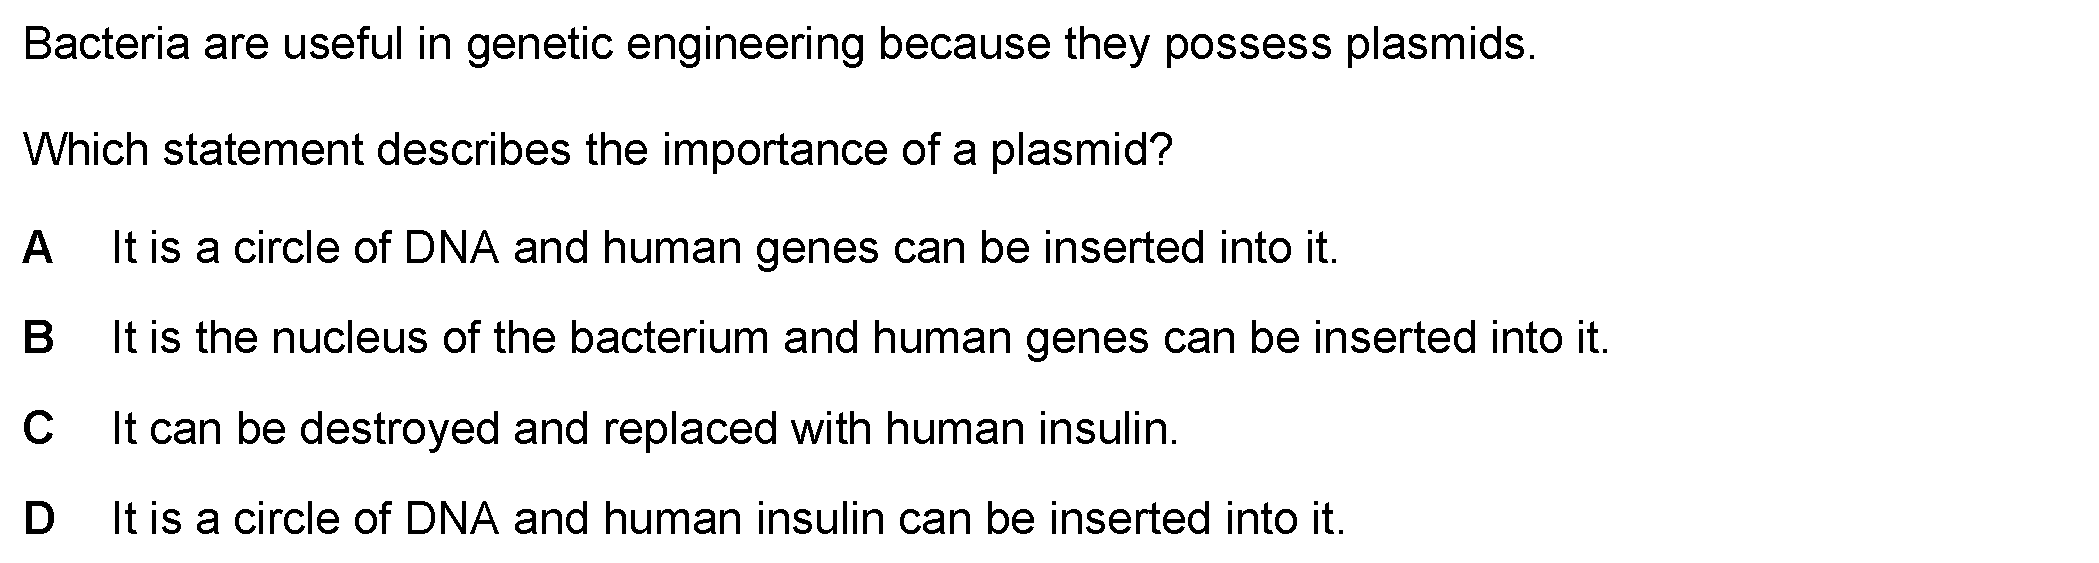 Bacteria are useful in genetic engineering because they possess plasmids.
Which statement describes the importance of a plasmid?
A It is a circle of DNA and human genes can be inserted into it.
B It is the nucleus of the bacterium and human genes can be inserted into it.
C It can be destroyed and replaced with human insulin.
D It is a circle of DNA and human insulin can be inserted into it.